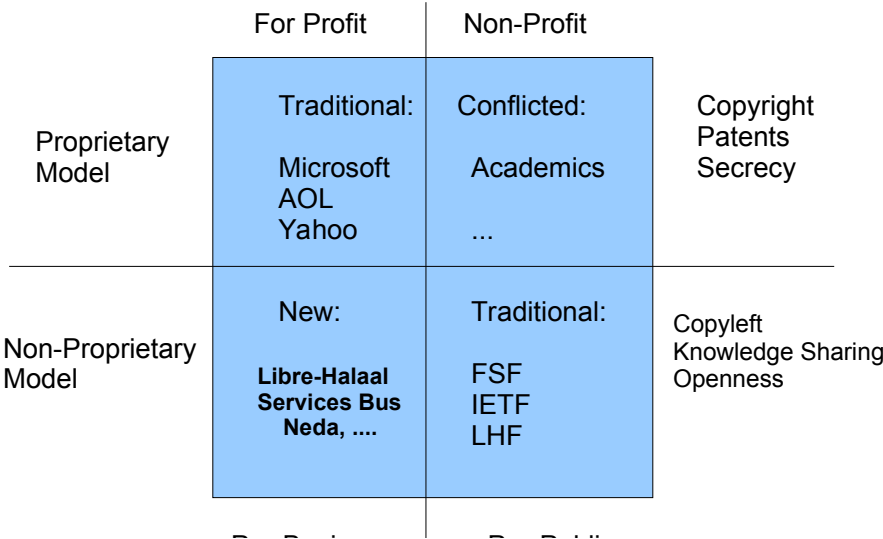 For Profit
Non-Profit
Proprietary
Model
Traditional:
Microsoft
AOL
Yahoo
Conflicted:
Academics
...
Copyright
Patents
Secrecy
Non-Proprietary
Model
New:
Libre-Halaal
Services Bus
Neda, ....
Traditional:
FSF
IETF
LHF
Copyleft
Knowledge Sharing
Openness